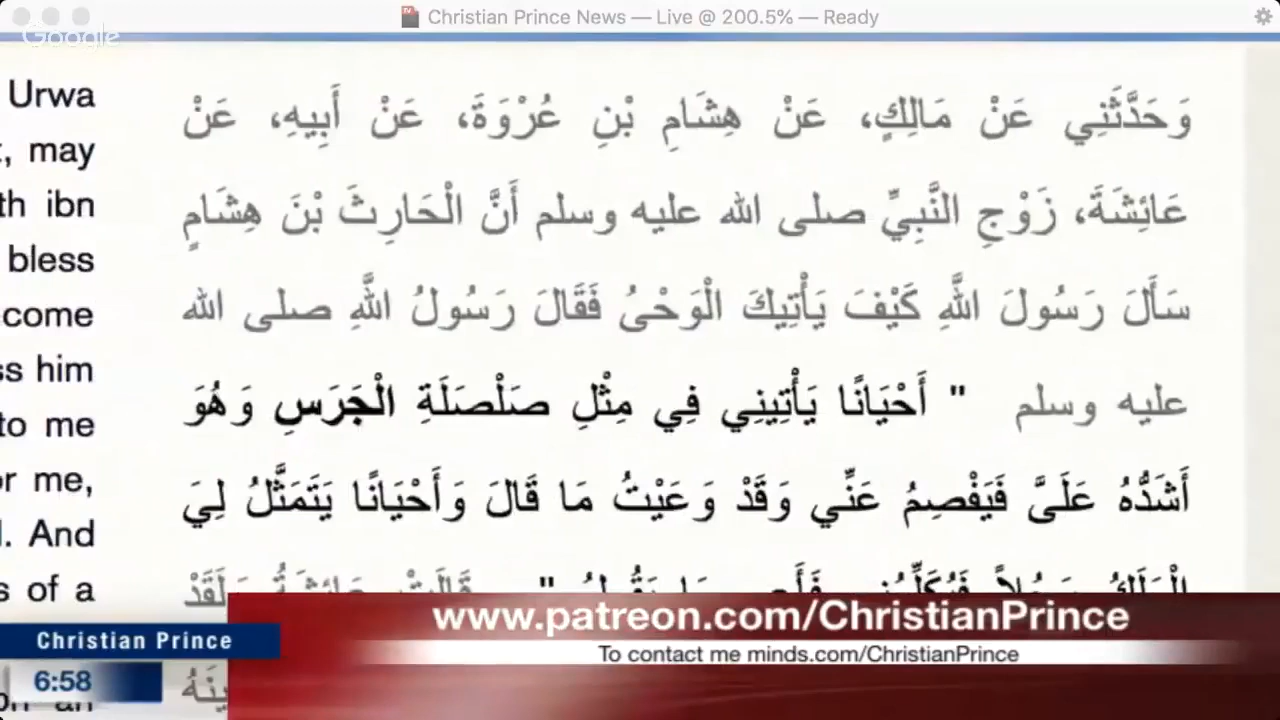 Christian Prince News — Live @ 200.5% — Ready
Google
Urwa
may
th ibn
bless
come
ss him
to me
or me,
. And
s of a
وَحَدَّثَنِي عَنْ مَالِكٍ، عَنْ هِشَامِ بْنِ عُرْوَةَ، عَنْ أَبِيهِ، عَنْ
عَائِشَةَ، زَوْجِ النَّبِيِّ صلى الله عليه وسلم أَنَّ الْحَارِثَ بْنَ هِشَامٍ
سَأَلَ رَسُولَ اللَّهِ كَيْفَ يَأْتِيكَ الْوَحْىُ فَقَالَ رَسُولُ اللَّهِ صلى الله
عليه وسلم " أَحْيَانًا يَأْتِينِي فِي مِثْلِ صَلْصَلَةِ الْجَرَسِ وَهُوَ
أَشَدُّهُ عَلَىَّ فَيَفْصِمُ عَنِّي وَقَدْ وَعَيْتُ مَا قَالَ وَأَحْيَانًا يَتَمَثَّلُ لِيَ
www.patreon.com/ChristianPrince
To contact me minds.com/ChristianPrince
Christian Prince
6:58